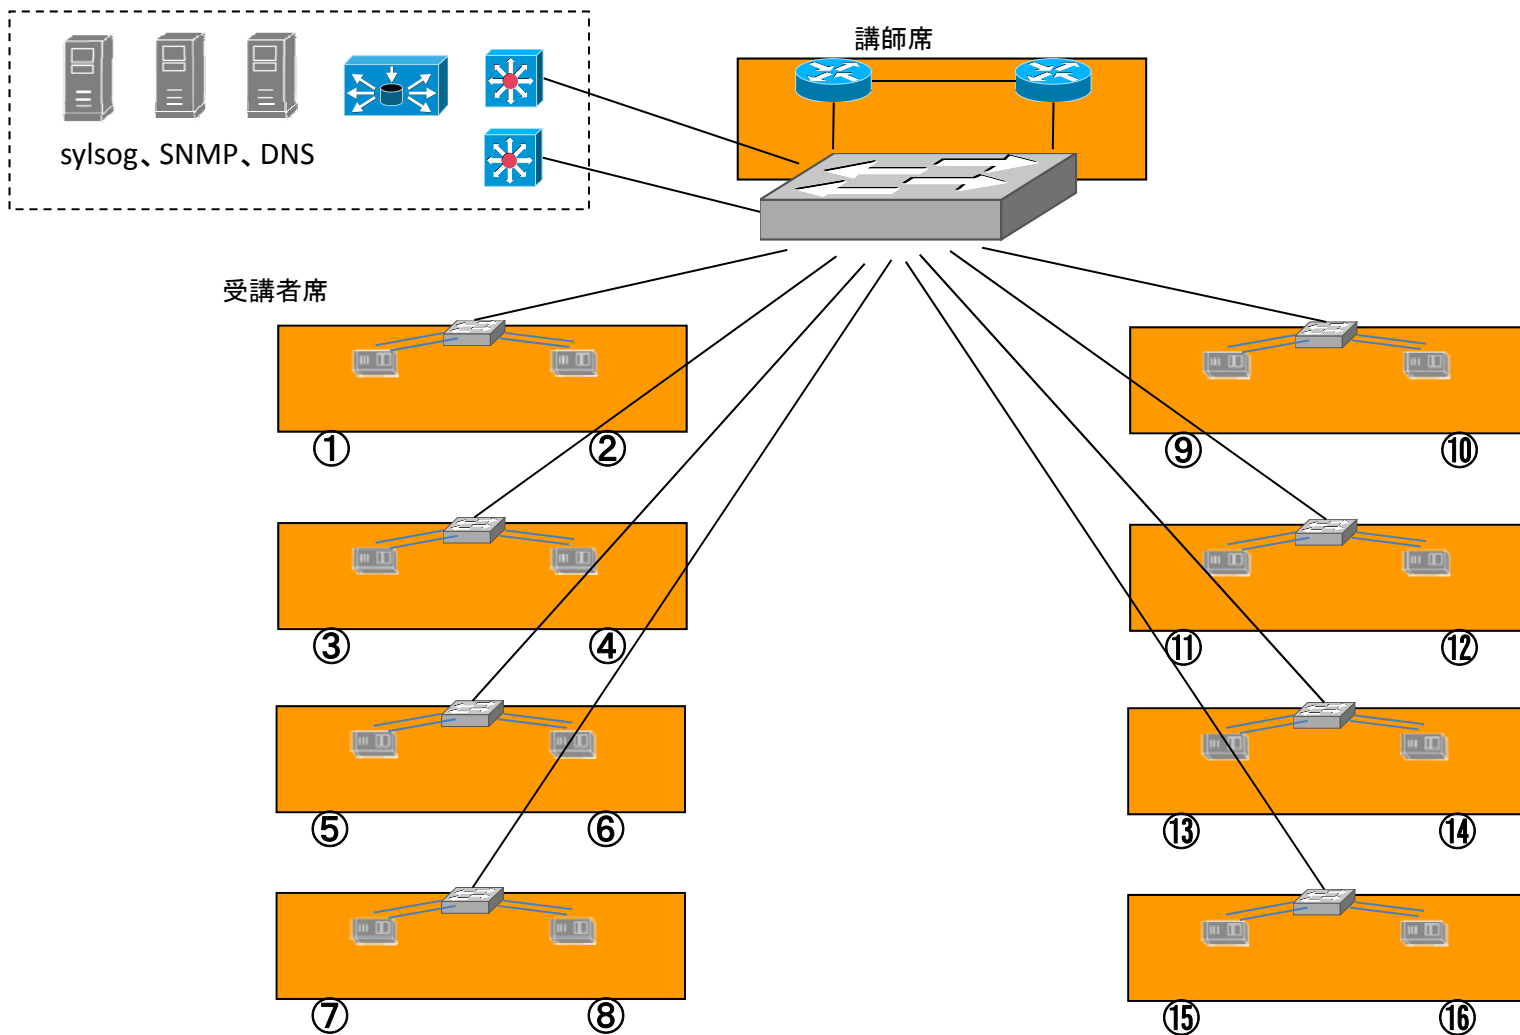 講師席
sylsog、SNMP、DNS
受講者席
① ② ⑨ ⑩
③ ④ ⑪ ⑫
⑤ ⑥ ⑬ ⑭
⑦ ⑧ ⑮ ⑯